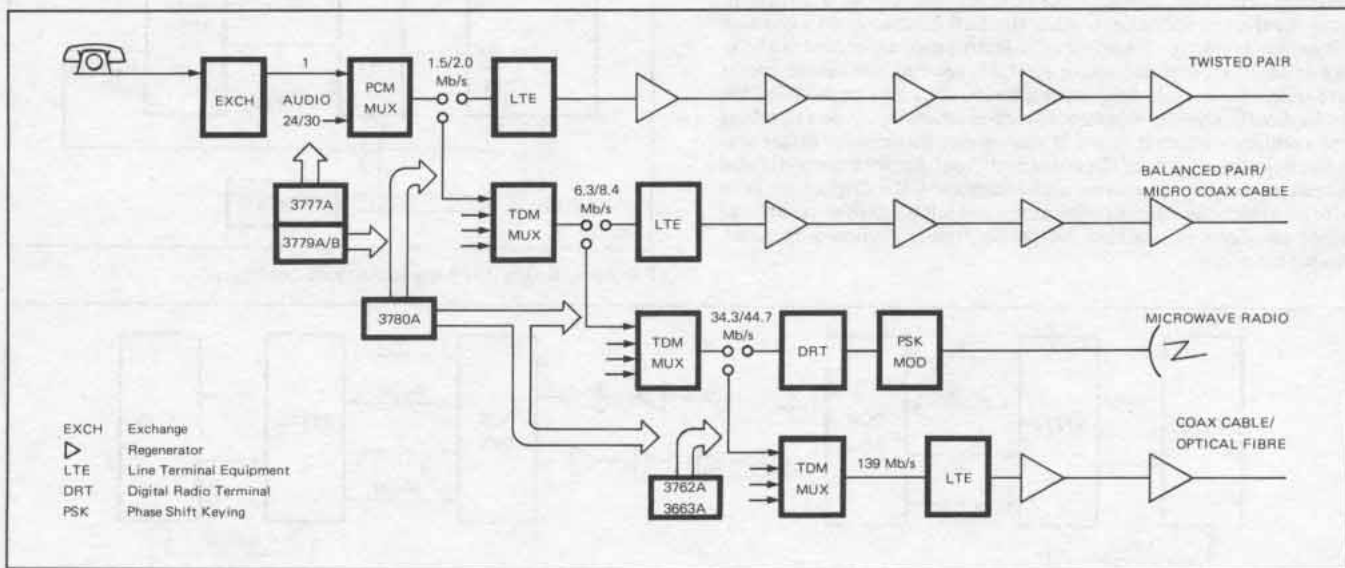 1
EXCH
AUDIO
24/30
PCM
MUX
1.5/2.0
Mb/s
LTE
TWISTED PAIR
3777A
3779A/B
3780A
TDM
MUX
6.3/8.4
Mb/s
LTE
BALANCED PAIR/
MICRO COAX CABLE
TDM
MUX
34.3/44.7
Mb/s
DRT
PSK
MOD
MICROWAVE RADIO
3762A
3663A
TDM
MUX
139 Mb/s
LTE
COAX CABLE/
OPTICAL FIBRE
EXCH Exchange
Regenerator
LTE Line Terminal Equipment
DRT Digital Radio Terminal
PSK Phase Shift Keying